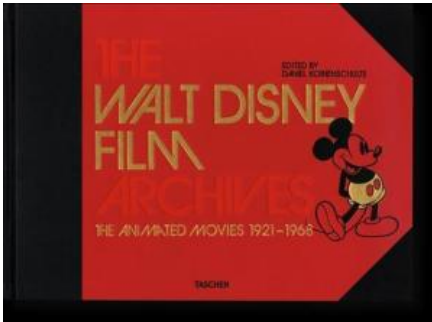 THE
EDITED BY
DANIEL KOTHENSCHULTE
WALT DISNEY
FILM
ARCHIVES
THE ANIMATED MOVIES 1921–1968
TASCHEN